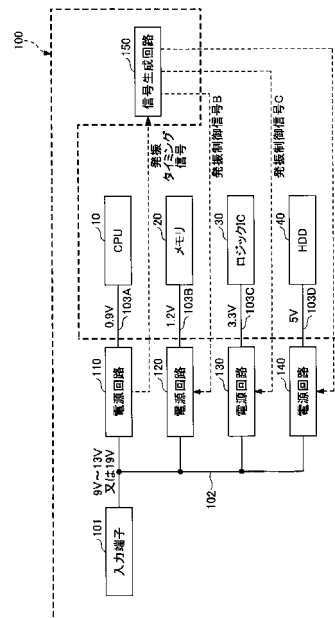 100
150
信号生成回路
発振
タイミング
信号
発振制御信号B
発振制御信号C
10
CPU
20
メモリ
30
ロジックIC
40
HDD
0.9V
103A
1.2V
103B
3.3V
103C
5V
103D
110
電源回路
120
電源回路
130
電源回路
140
電源回路
9V~13V
又は19V
102
101
入力端子